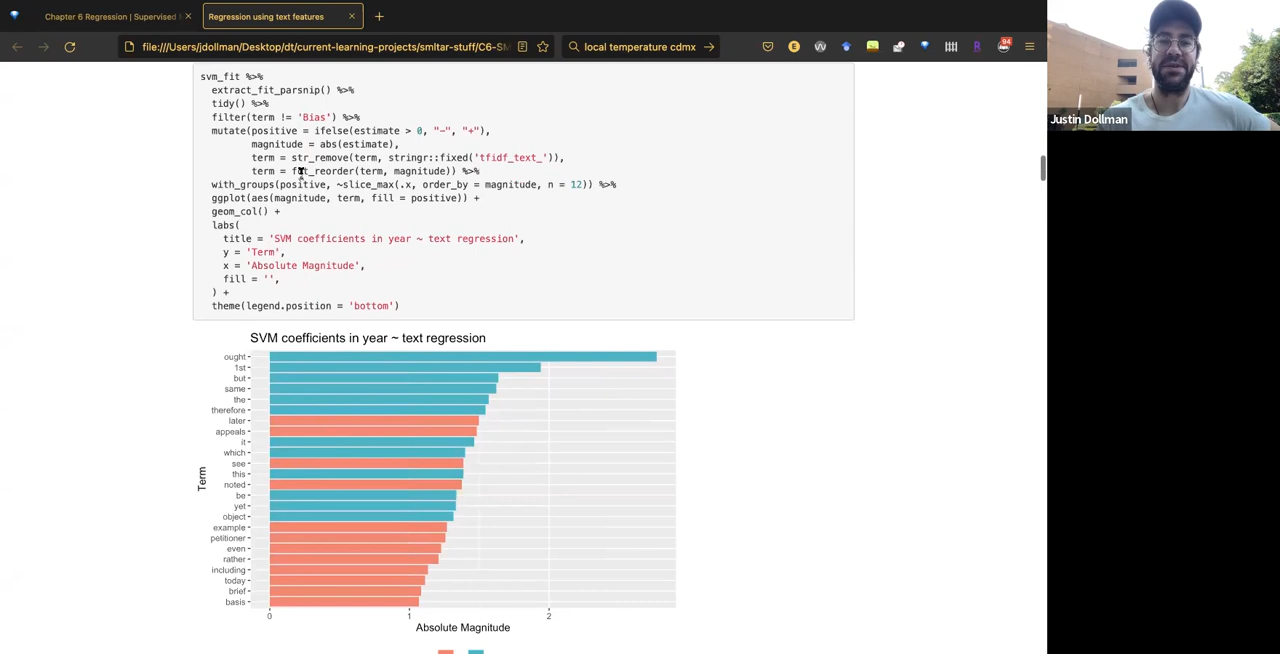 Chapter 6 Regression | Supervised
Regression using text features
file:///Users/jdollman/Desktop/dt/current-learning-projects/smltar-stuff/C6-SM
local temperature cdmx
94
svm_fit %>%
extract_fit_parsnip() %>%
tidy() %>%
filter(term != 'Bias') %>%
mutate(positive = ifelse(estimate > 0, "-", "+"),
magnitude = abs(estimate),
term = str_remove(term, stringr::fixed('tfidf_text_')),
term = fct_reorder(term, magnitude)) %>%
with_groups(positive, ~slice_max(.x, order_by = magnitude, n = 12)) %>%
ggplot(aes(magnitude, term, fill = positive)) +
geom_col() +
labs(
title = 'SVM coefficients in year ~ text regression',
y = 'Term',
x = 'Absolute Magnitude',
fill = '',
) +
theme(legend.position = 'bottom')
SVM coefficients in year ~ text regression
ought
1st
but
same
the
therefore
later
appeals
it
which
see
this
noted
be
yet
object
example
petitioner
even
rather
including
today
brief
basis
Term
0 1 2
Absolute Magnitude
Justin Dollman